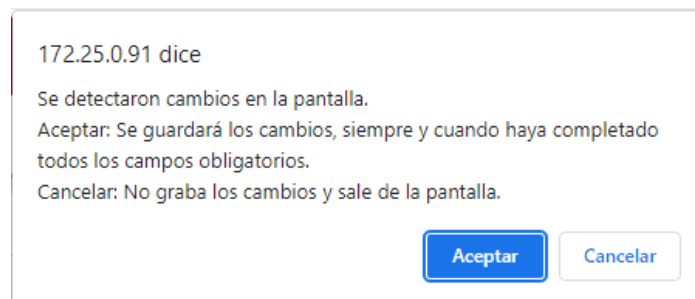 172.25.0.91 dice
Se detectaron cambios en la pantalla.
Aceptar: Se guardará los cambios, siempre y cuando haya completado
todos los campos obligatorios.
Cancelar: No graba los cambios y sale de la pantalla.
Aceptar
Cancelar